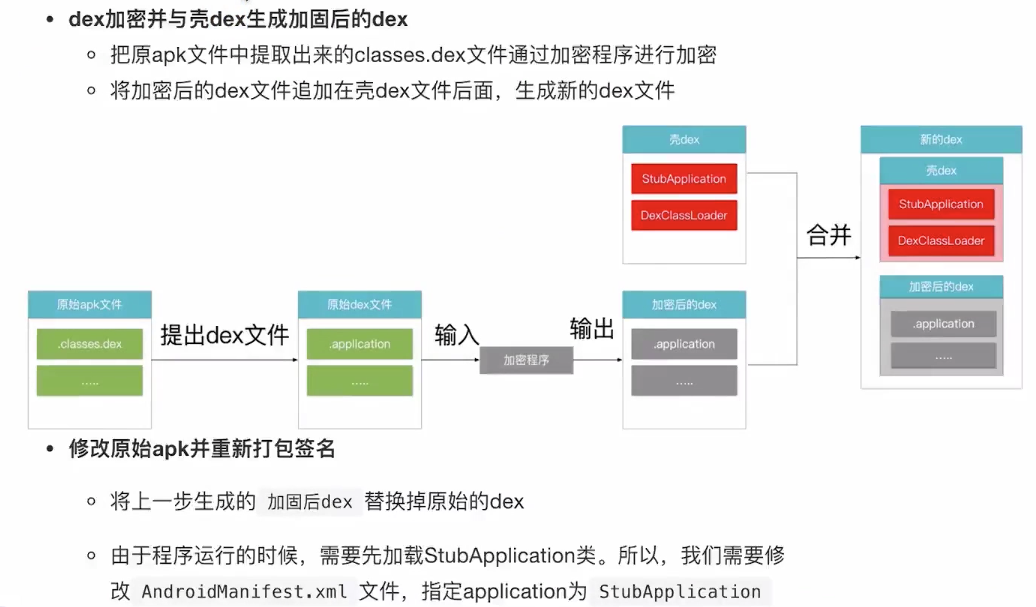 dex加密并与壳dex生成加固后的dex
把原apk文件中提取出来的classes.dex文件通过加密程序进行加密
将加密后的dex文件追加在壳dex文件后面，生成新的dex文件
壳dex
StubApplication
DexClassLoader
新的dex
壳dex
StubApplication
DexClassLoader
加密后的dex
.application
.....
合并
原始apk文件
.classes.dex
.....
提出dex文件
原始dex文件
.application
.....
输入
加密程序
输出
加密后的dex
.application
.....
修改原始apk并重新打包签名
将上一步生成的 加固后dex 替换掉原始的dex
由于程序运行的时候，需要先加载StubApplication类。所以，我们需要修
改 AndroidManifest.xml 文件，指定application为 StubApplication